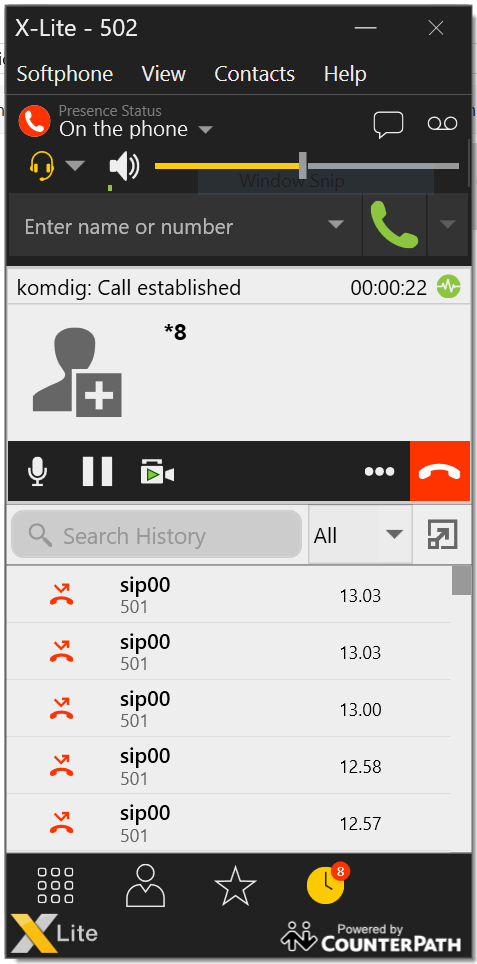 X-Lite - 502
Softphone View Contacts Help
Presence Status
On the phone
Window Snip
Enter name or number
komdig: Call established 00:00:22
*8
Search History All
sip00
501 13.03
sip00
501 13.03
sip00
501 13.00
sip00
501 12.58
sip00
501 12.57
8
X Lite
Powered by
COUNTERPATH